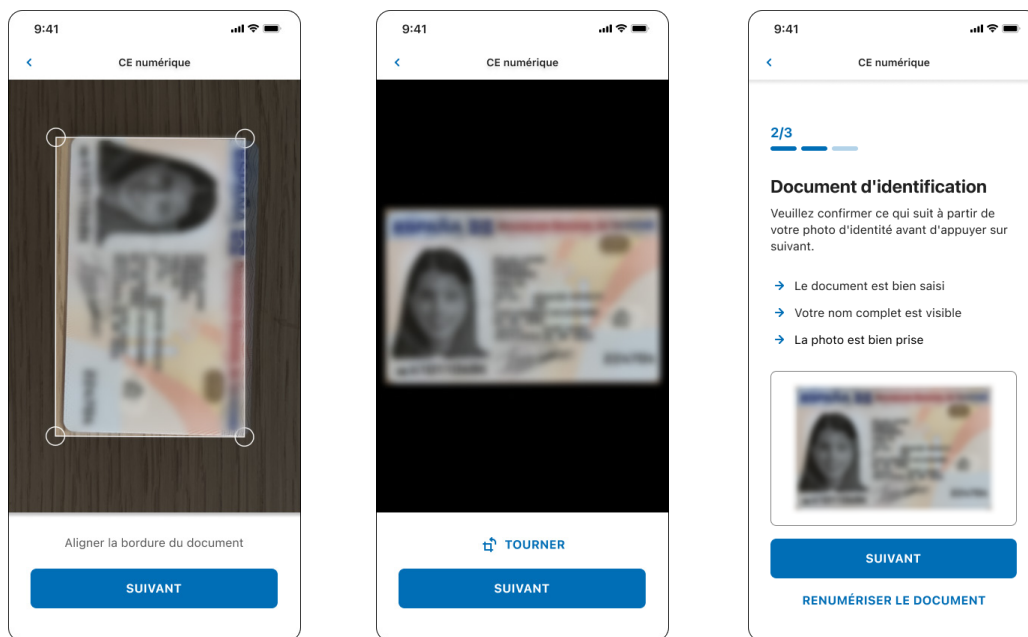 9:41
CE numérique
Aligner la bordure du document
SUIVANT
9:41
CE numérique
ESPAÑA
TOURNER
SUIVANT
9:41
CE numérique
2/3
Document d'identification
Veuillez confirmer ce qui suit à partir de
votre photo d'identité avant d'appuyer sur
suivant.
Le document est bien saisi
Votre nom complet est visible
La photo est bien prise
SUIVANT
RENUMÉRISER LE DOCUMENT